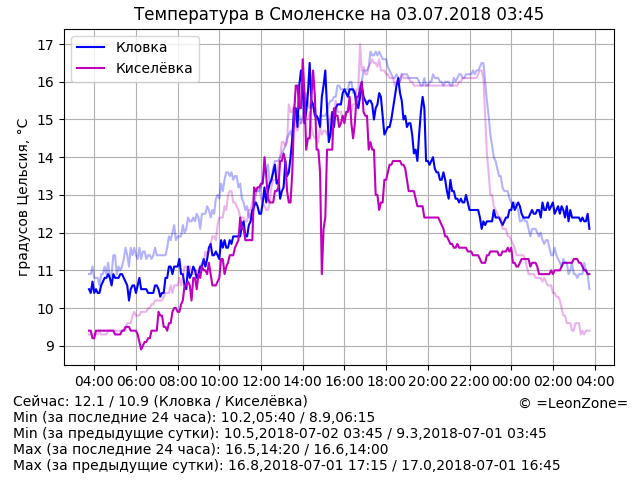 Температура в Смоленске на 03.07.2018 03:45
Кловка
Киселёвка
градусов Цельсия, °C
17
16
15
14
13
12
11
10
9
04:00 06:00 08:00 10:00 12:00 14:00 16:00 18:00 20:00 22:00 00:00 02:00 04:00
Сейчас: 12.1 / 10.9 (Кловка / Киселёвка)
© =LeonZone=
Min (за последние 24 часа): 10.2,05:40 / 8.9,06:15
Min (за предыдущие сутки): 10.5,2018-07-02 03:45 / 9.3,2018-07-01 03:45
Max (за последние 24 часа): 16.5,14:20 / 16.6,14:00
Max (за предыдущие сутки): 16.8,2018-07-01 17:15 / 17.0,2018-07-01 16:45